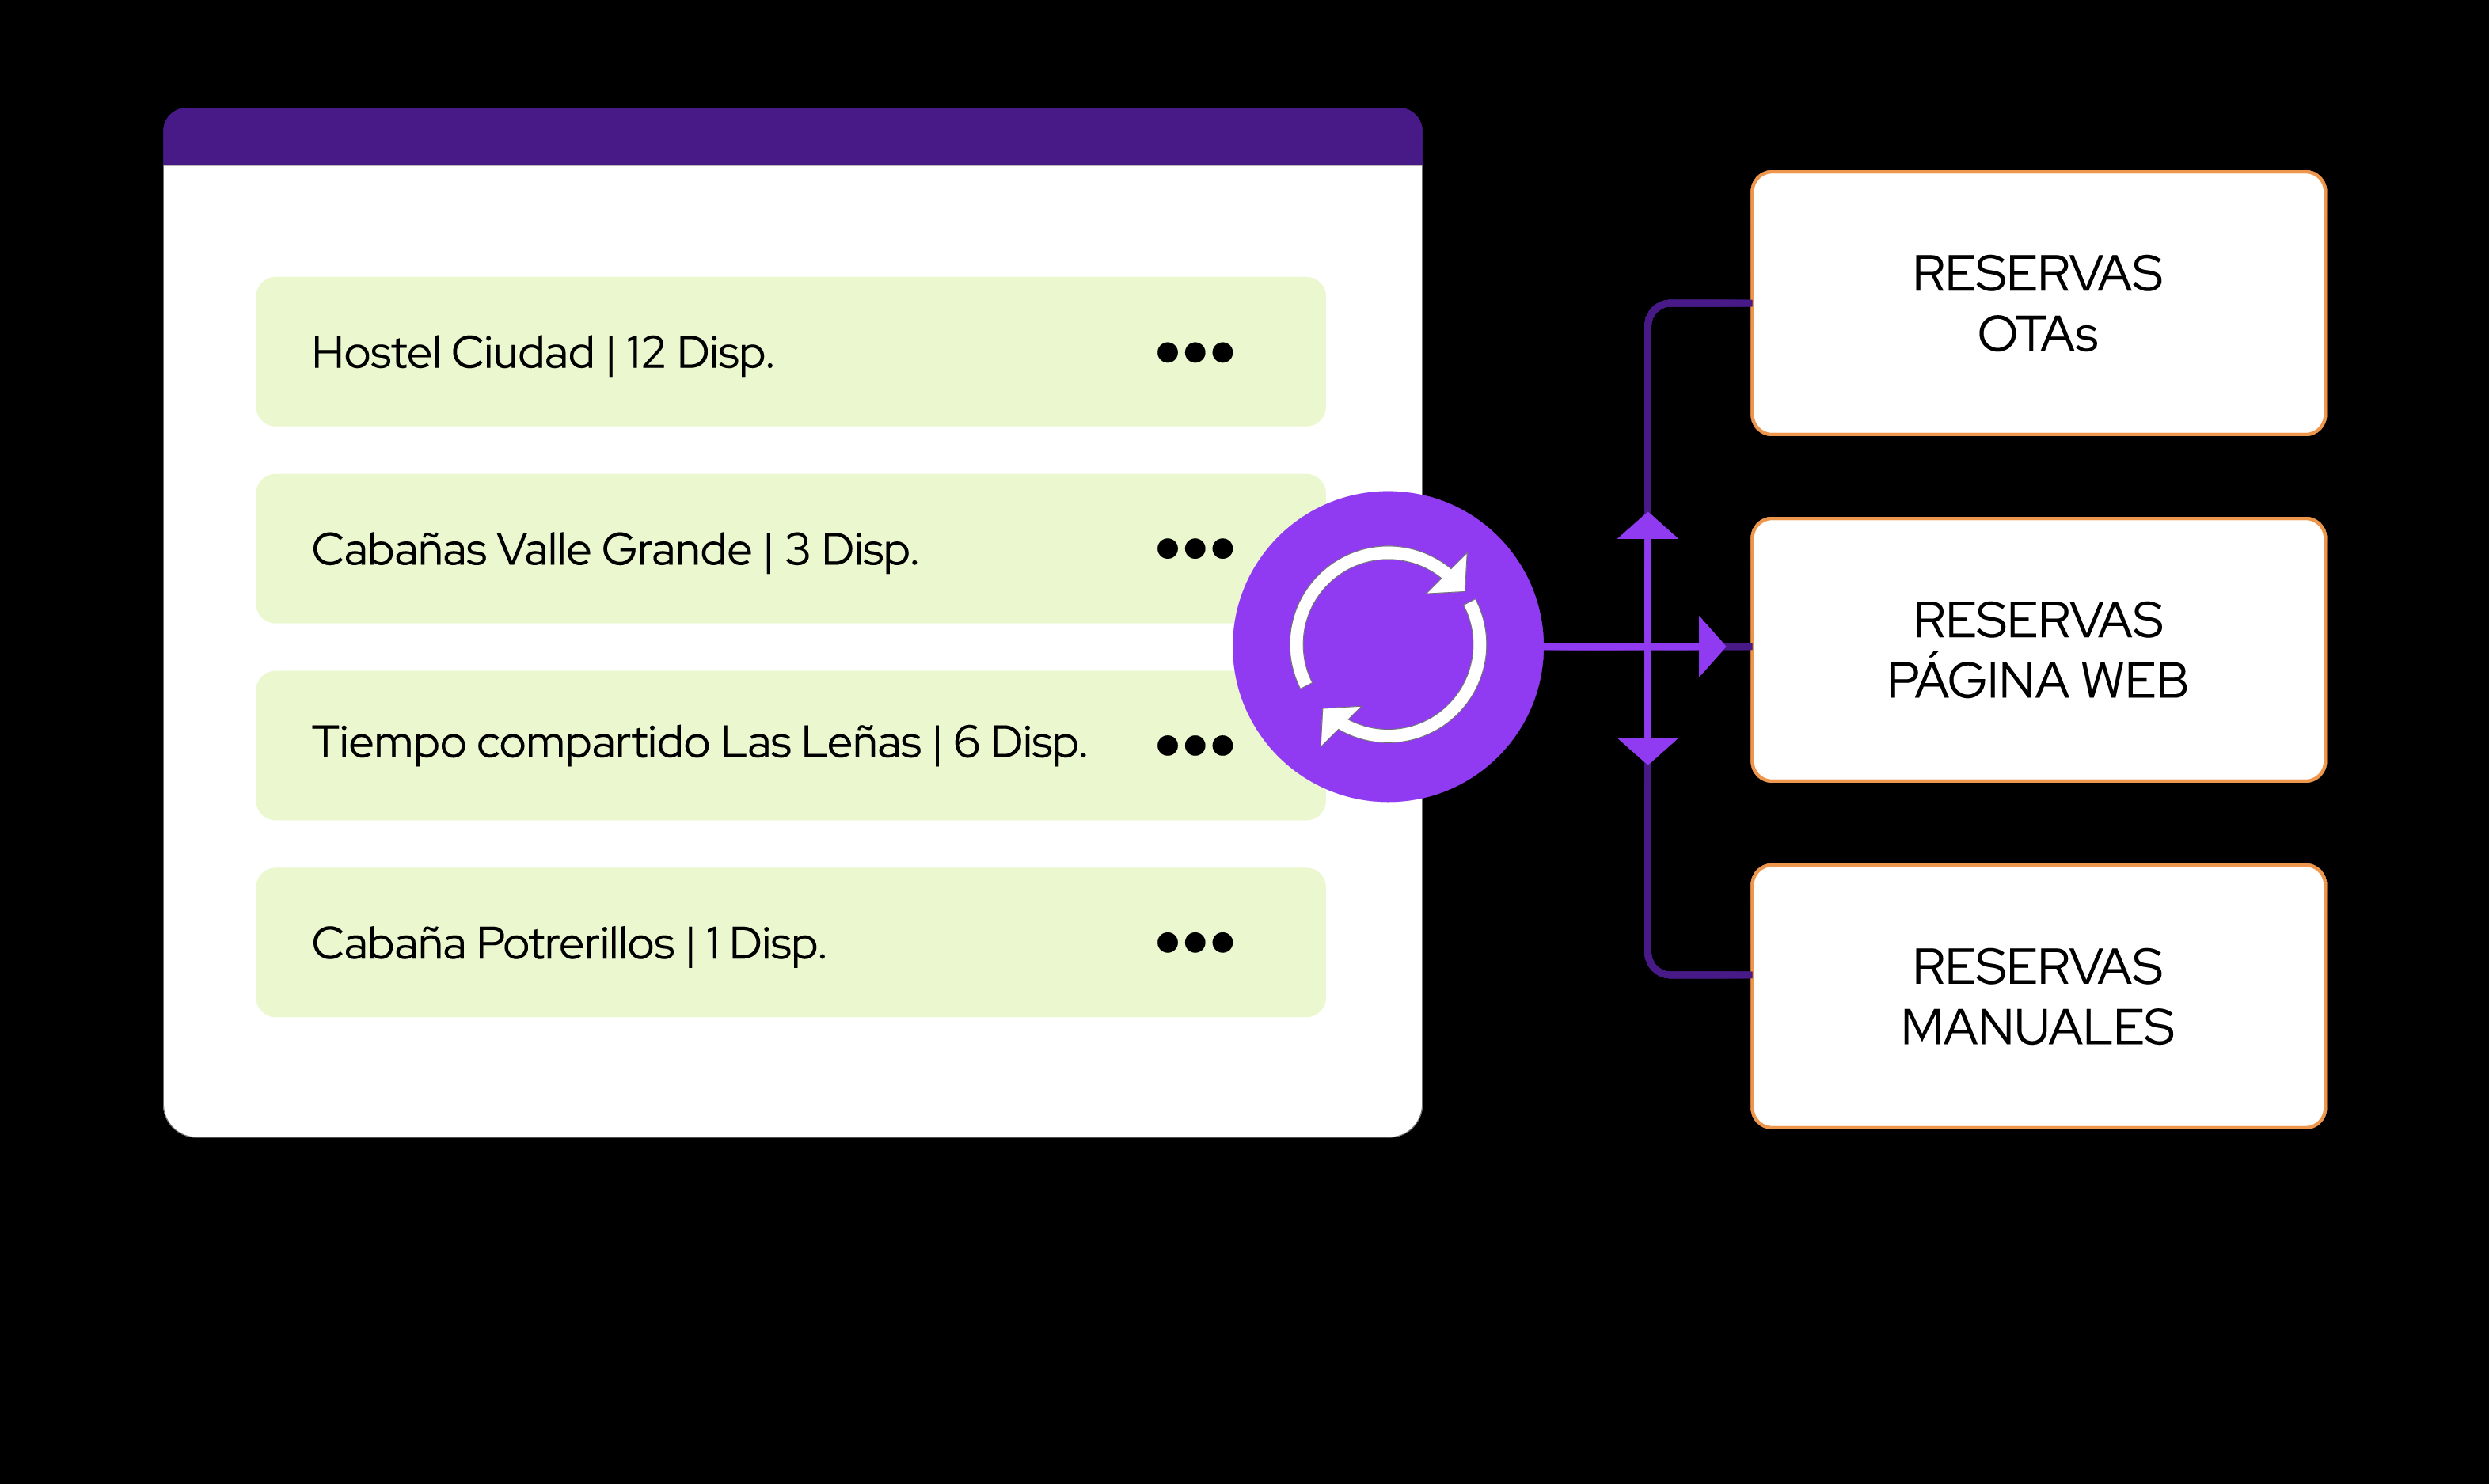 Hostel Ciudad | 12 Disp.
Cabañas Valle Grande | 3 Disp.
Tiempo compartido Las Leñas | 6 Disp.
Cabaña Potrerillos | 1 Disp.
RESERVAS
OTAs
RESERVAS
PÁGINA WEB
RESERVAS
MANUALES